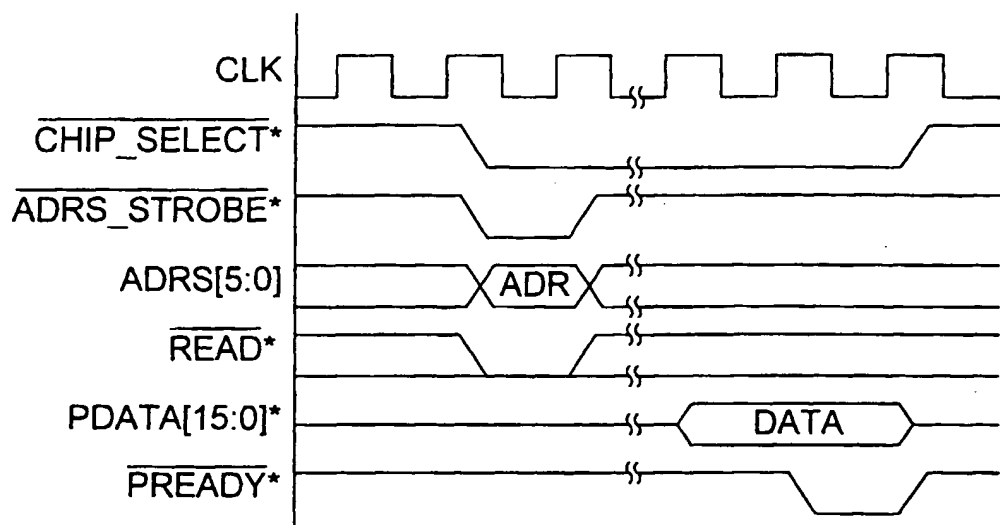 CLK
CHIP_SELECT*
ADRS_STROBE*
ADRS[5:0]
ADR
READ*
PDATA[15:0]*
DATA
PREADY*